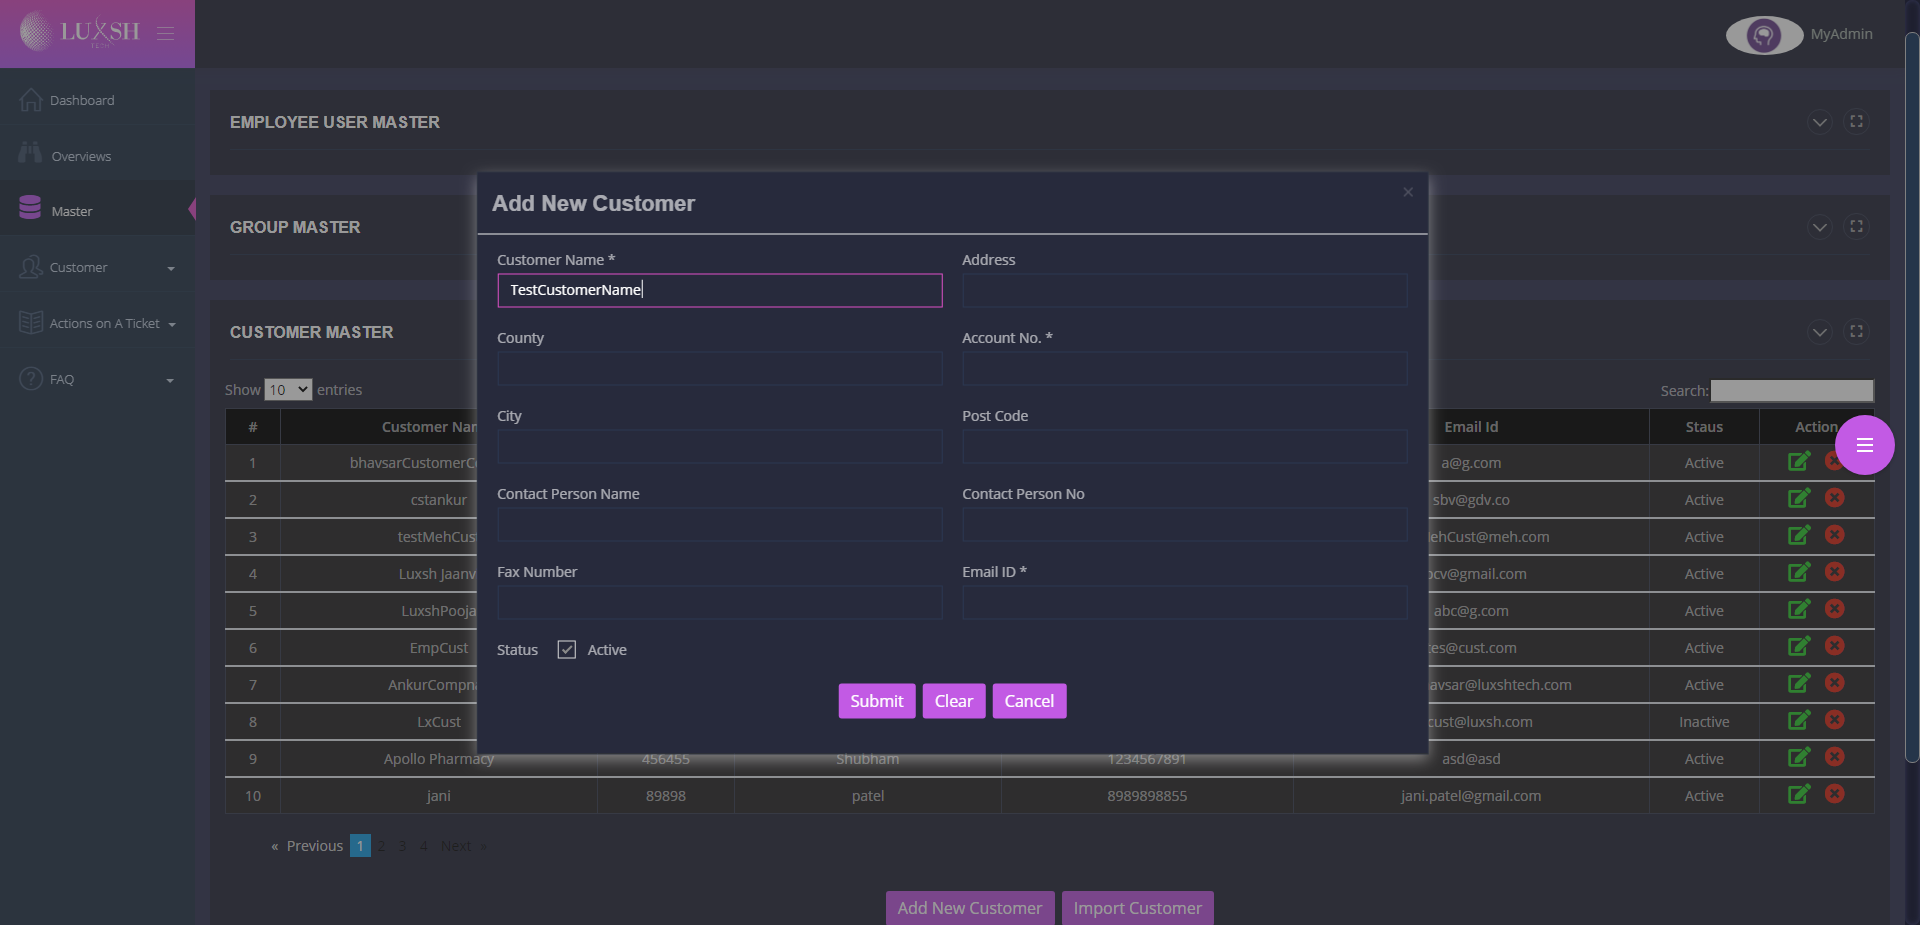 LUXSH
TECH
MyAdmin
Dashboard
Overviews
Master
Customer
Actions on A Ticket
FAQ
EMPLOYEE USER MASTER
GROUP MASTER
CUSTOMER MASTER
Add New Customer
×
Customer Name *
Address
TestCustomerName
County
Account No. *
City
Post Code
Contact Person Name
Contact Person No
Fax Number
Email ID *
Status Active
Submit Clear Cancel
Show 10 entries
Search:
# Customer Nam Email Id Staus Action
1 bhavsarCustomerC a@g.com Active
2 cstankur sbv@gdv.co Active
3 testMehCus ehCust@meh.com Active
4 Luxsh Jaanv cv@gmail.com Active
5 LuxshPooja abc@g.com Active
6 EmpCust es@cust.com Active
7 AnkurCompn avsar@luxshtech.com Active
8 LxCust cust@luxsh.com Inactive
9 Apollo Pharmacy 456455 Shubham 1234567891 asd@asd Active
10 jani 89898 patel 8989898855 jani.patel@gmail.com Active
« Previous 1 2 3 4 Next »
Add New Customer Import Customer